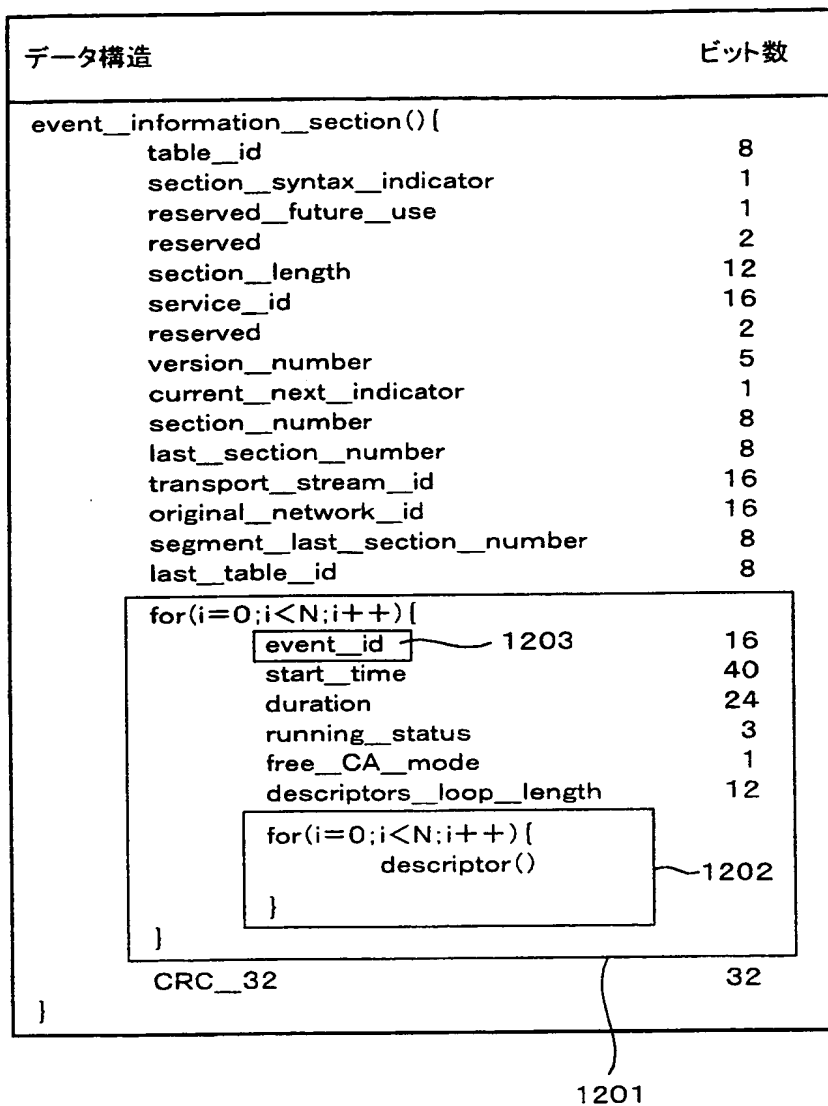 データ構造 ビット数
event__information__section(){
table__id 8
section__syntax__indicator 1
reserved__future__use 1
reserved 2
section__length 12
service__id 16
reserved 2
version__number 5
current__next__indicator 1
section__number 8
last__section__number 8
transport__stream__id 16
original__network__id 16
segment__last__section__number 8
last__table__id 8
for(i=0;i<N;i++){
event__id 1203 16
start__time 40
duration 24
running__status 3
free__CA__mode 1
descriptors__loop__length 12
for(i=0;i<N;i++){
descriptor()
1202
}
}
CRC__32 32
}
1201